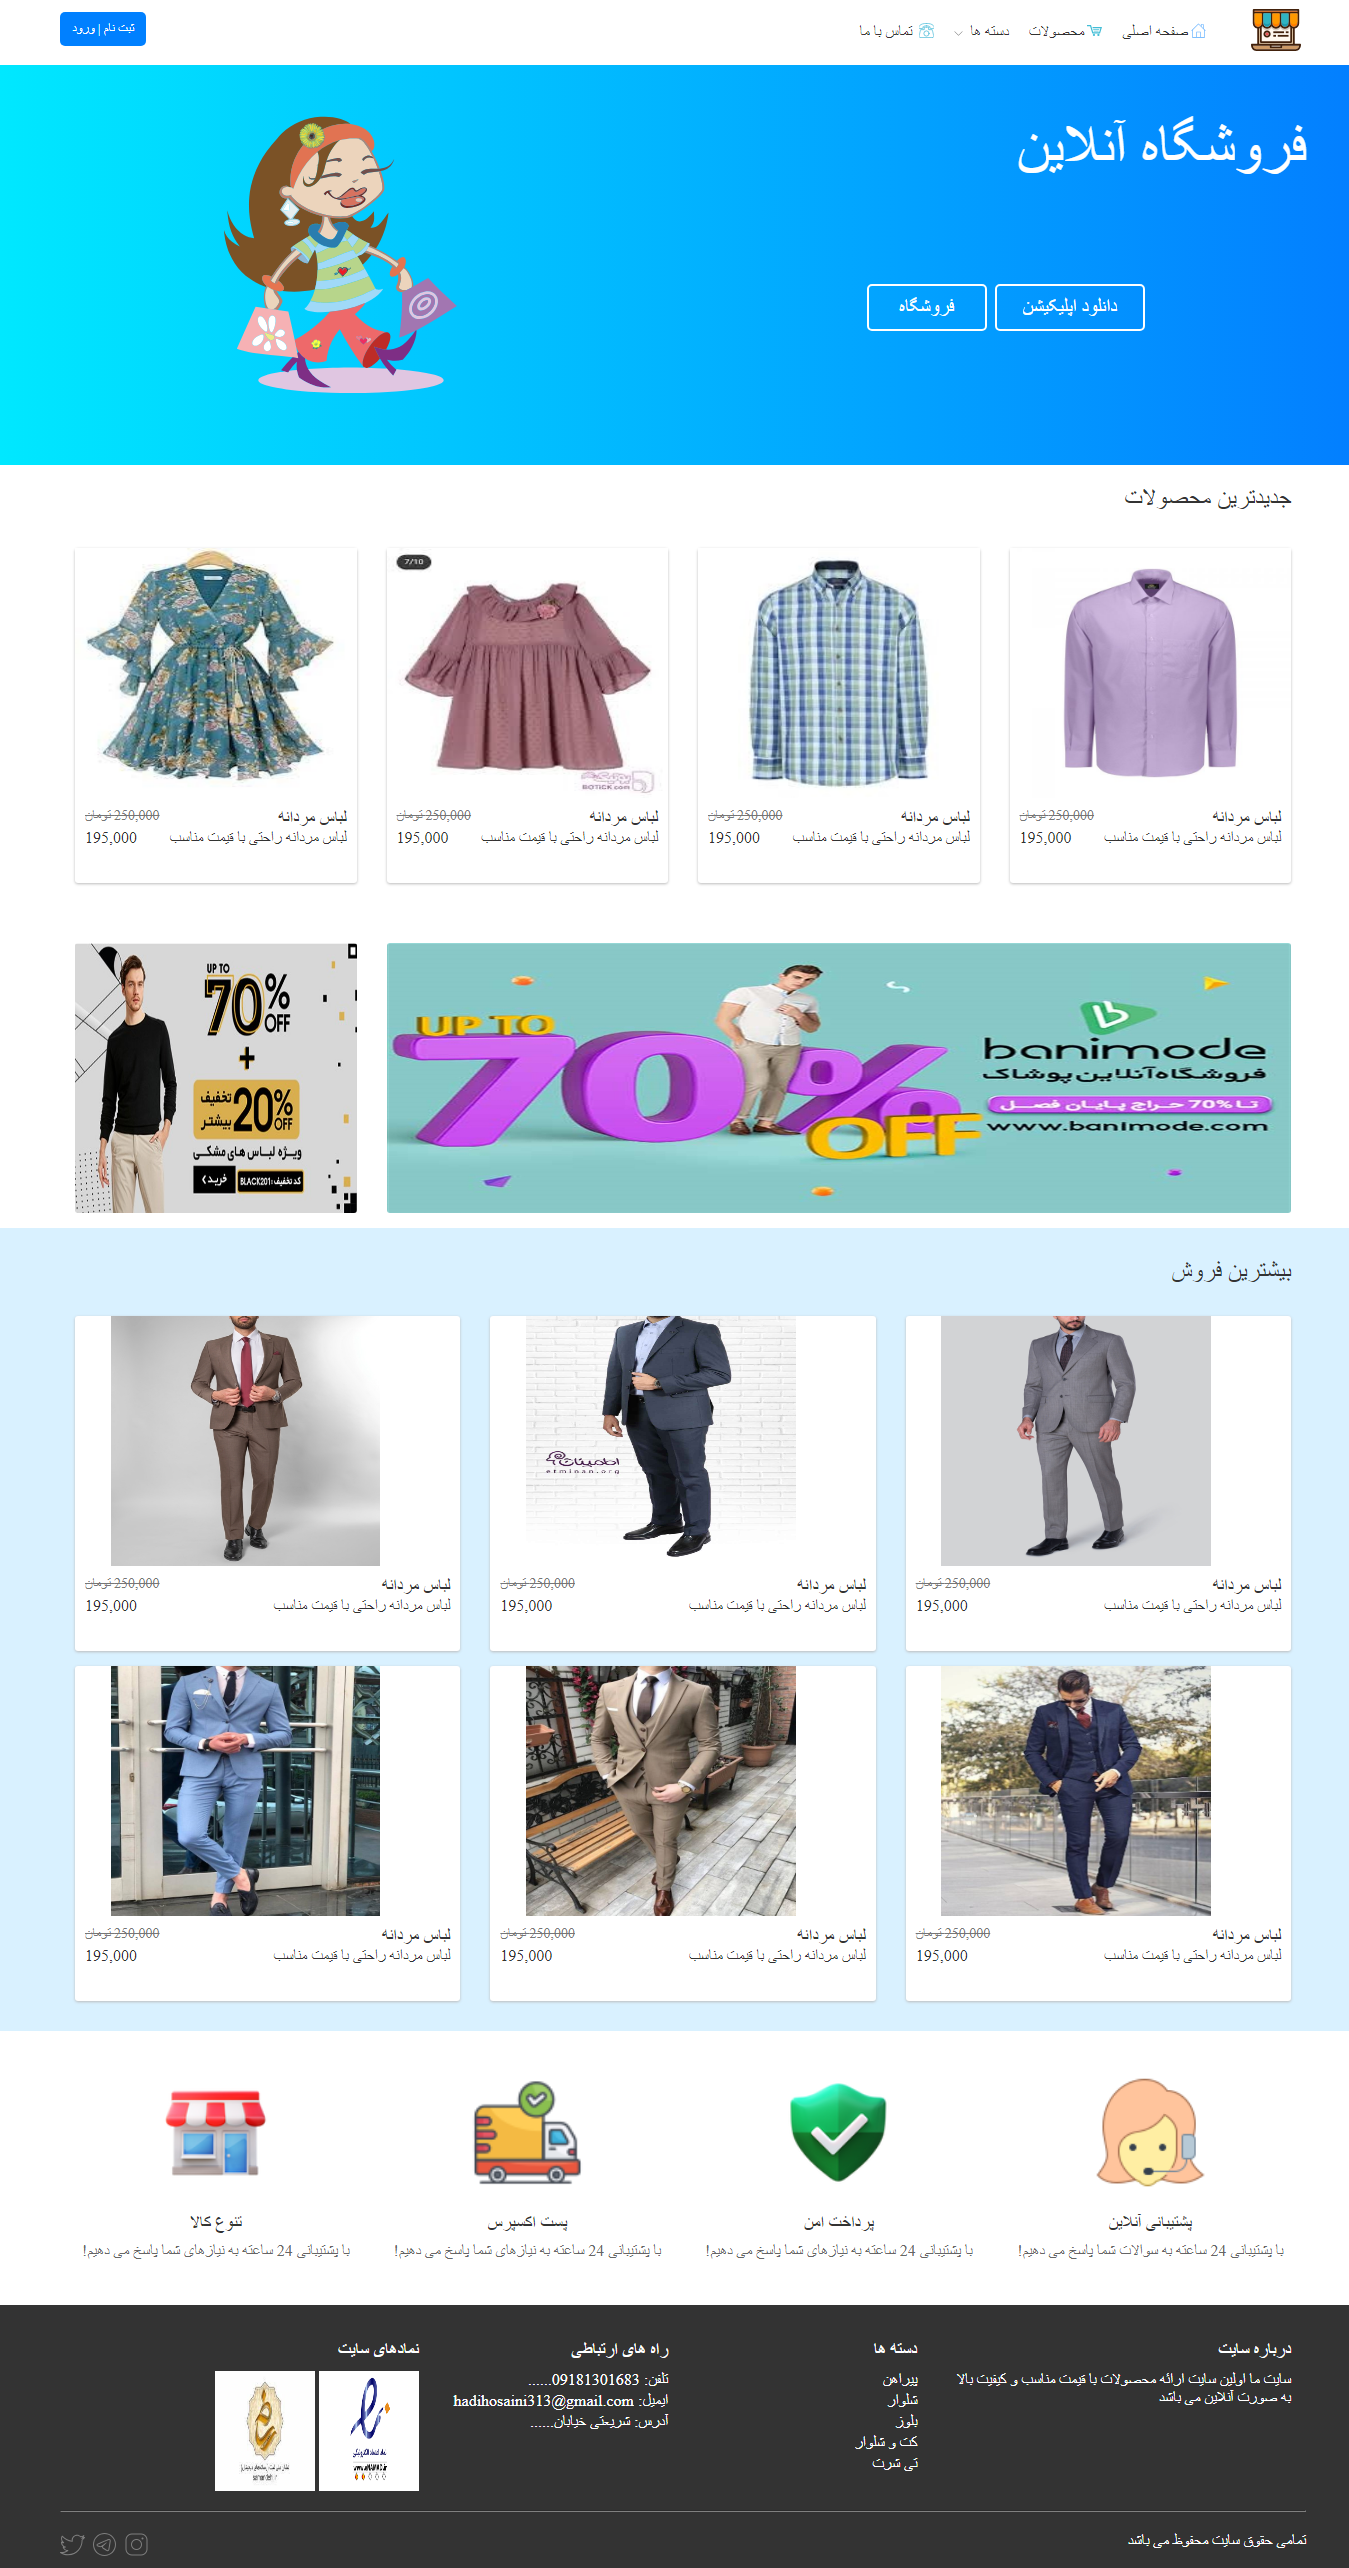 صفحه اصلی
محصولات
دسته ها
تماس با ما
ثبت نام | ورود
فروشگاه آنلاین
دانلود اپلیکیشن
فروشگاه
جدیدترین محصولات
7/10
BOTICK.com
لباس مردانه
250,000 تومان
لباس مردانه راحتی با قیمت مناسب
195,000
لباس مردانه
250,000 تومان
لباس مردانه راحتی با قیمت مناسب
195,000
لباس مردانه
250,000 تومان
لباس مردانه راحتی با قیمت مناسب
195,000
لباس مردانه
250,000 تومان
لباس مردانه راحتی با قیمت مناسب
195,000
UP TO
70%
OFF
banimode
فروشگاه آنلاین پوشاک
تا 70% حراج پایان فصل
www.banimode.com
UP TO
70% OFF
+
20% OFF
تخفیف بیشتر
ویژه لباس های مشکی
کد تخفیف: BLACK201
خرید
بیشترین فروش
اطمینان
etminan.org
لباس مردانه
250,000 تومان
لباس مردانه راحتی با قیمت مناسب
195,000
لباس مردانه
250,000 تومان
لباس مردانه راحتی با قیمت مناسب
195,000
لباس مردانه
250,000 تومان
لباس مردانه راحتی با قیمت مناسب
195,000
لباس مردانه
250,000 تومان
لباس مردانه راحتی با قیمت مناسب
195,000
لباس مردانه
250,000 تومان
لباس مردانه راحتی با قیمت مناسب
195,000
لباس مردانه
250,000 تومان
لباس مردانه راحتی با قیمت مناسب
195,000
پشتیبانی آنلاین
با پشتیبانی 24 ساعته به سوالات شما پاسخ می دهیم!
پرداخت امن
با پشتیبانی 24 ساعته به نیازهای شما پاسخ می دهیم!
پست اکسپرس
با پشتیبانی 24 ساعته به نیازهای شما پاسخ می دهیم!
تنوع کالا
با پشتیبانی 24 ساعته به نیازهای شما پاسخ می دهیم!
درباره سایت
سایت ما اولین سایت ارائه محصولات با قیمت مناسب و کیفیت بالا
به صورت آنلاین می باشد
دسته ها
پیراهن
شلوار
بلوز
کت و شلوار
تی شرت
راه های ارتباطی
تلفن: 09181301683......
ایمیل: hadihosaini313@gmail.com
آدرس: شریعتی خیابان......
نمادهای سایت
samandehi.ir
تمامی حقوق سایت محفوظ می باشد